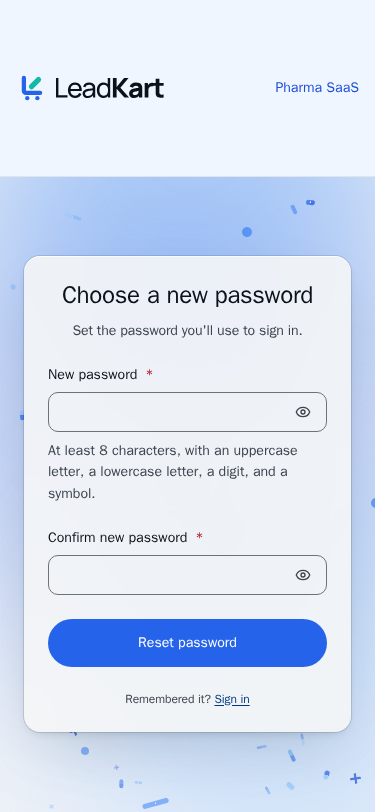 LeadKart
Pharma SaaS
Choose a new password
Set the password you'll use to sign in.
New password *
At least 8 characters, with an uppercase
letter, a lowercase letter, a digit, and a
symbol.
Confirm new password *
Reset password
Remembered it? Sign in